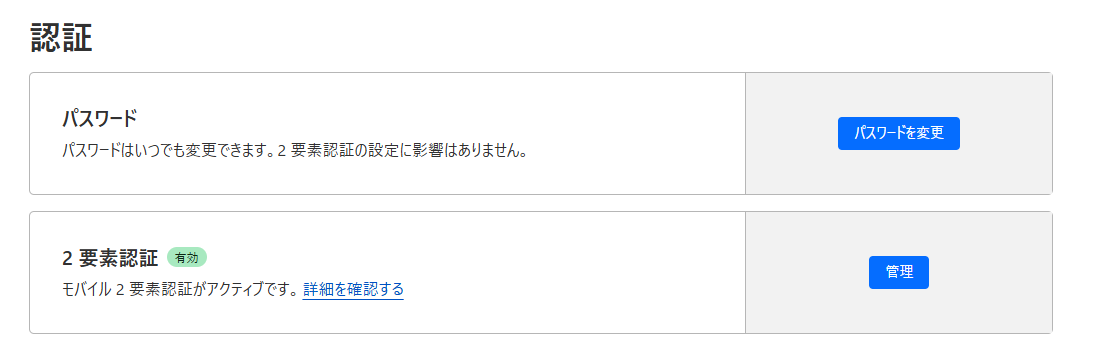 認証
パスワード
パスワードはいつでも変更できます。2 要素認証の設定に影響はありません。
パスワードを変更
2 要素認証 有効
モバイル 2 要素認証がアクティブです。 詳細を確認する
管理